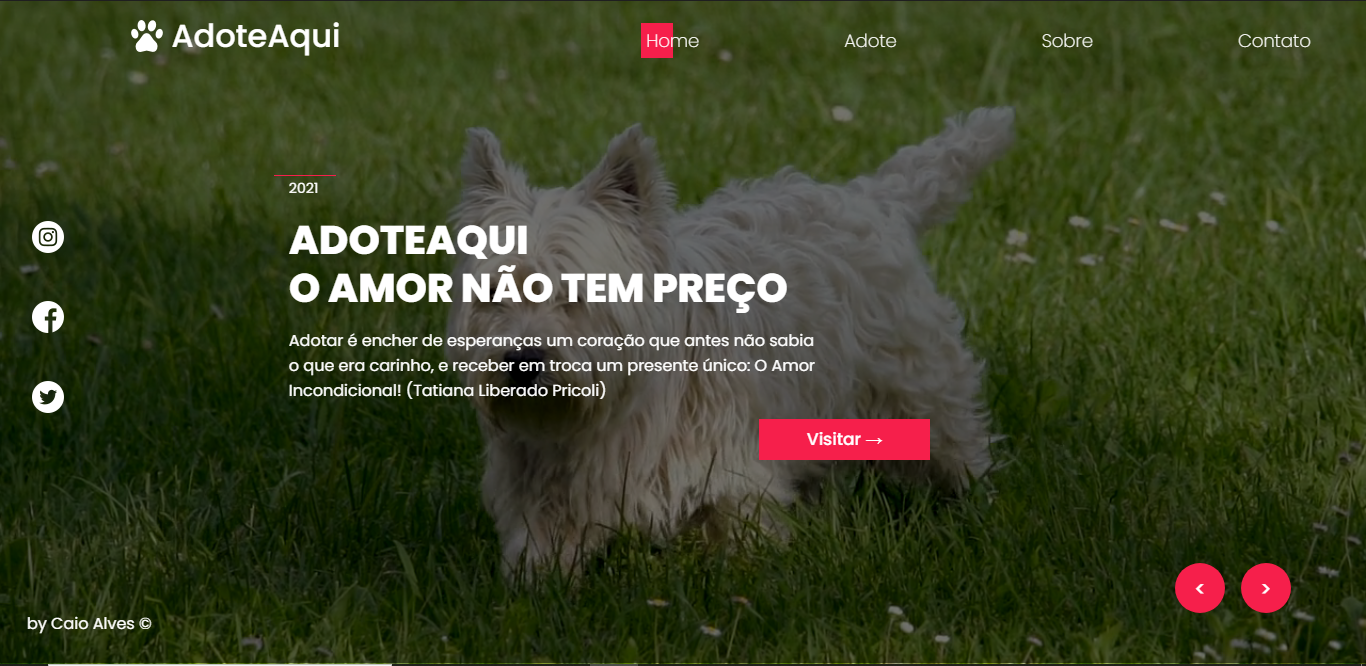 AdoteAqui
Home Adote Sobre Contato
2021
ADOTEAQUI
O AMOR NÃO TEM PREÇO
Adotar é encher de esperanças um coração que antes não sabia
o que era carinho, e receber em troca um presente único: O Amor
Incondicional! (Tatiana Liberado Pricoli)
Visitar →
< >
by Caio Alves ©